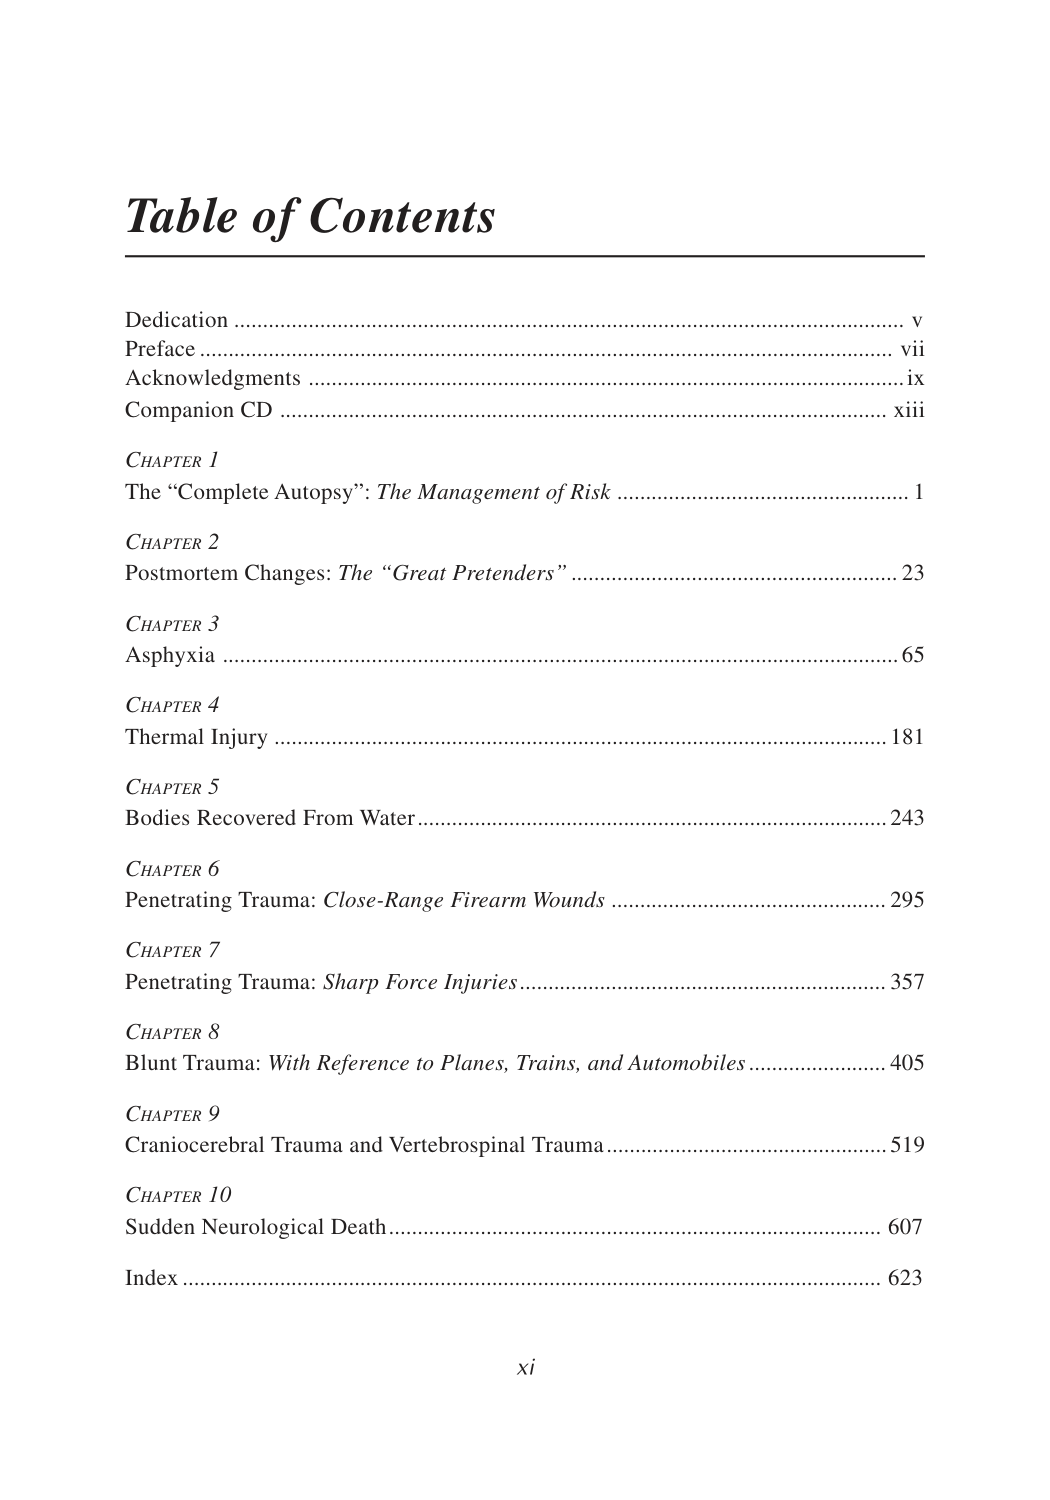 Table of Contents
Dedication ..................................................................................................................... v
Preface ......................................................................................................................... vii
Acknowledgments ........................................................................................................ ix
Companion CD .......................................................................................................... xiii
CHAPTER 1
The “Complete Autopsy”: The Management of Risk ................................................... 1
CHAPTER 2
Postmortem Changes: The “Great Pretenders” ......................................................... 23
CHAPTER 3
Asphyxia ...................................................................................................................... 65
CHAPTER 4
Thermal Injury ........................................................................................................... 181
CHAPTER 5
Bodies Recovered From Water .................................................................................. 243
CHAPTER 6
Penetrating Trauma: Close-Range Firearm Wounds ................................................ 295
CHAPTER 7
Penetrating Trauma: Sharp Force Injuries ................................................................ 357
CHAPTER 8
Blunt Trauma: With Reference to Planes, Trains, and Automobiles ........................ 405
CHAPTER 9
Craniocerebral Trauma and Vertebrospinal Trauma ................................................. 519
CHAPTER 10
Sudden Neurological Death ...................................................................................... 607
Index .......................................................................................................................... 623
xi